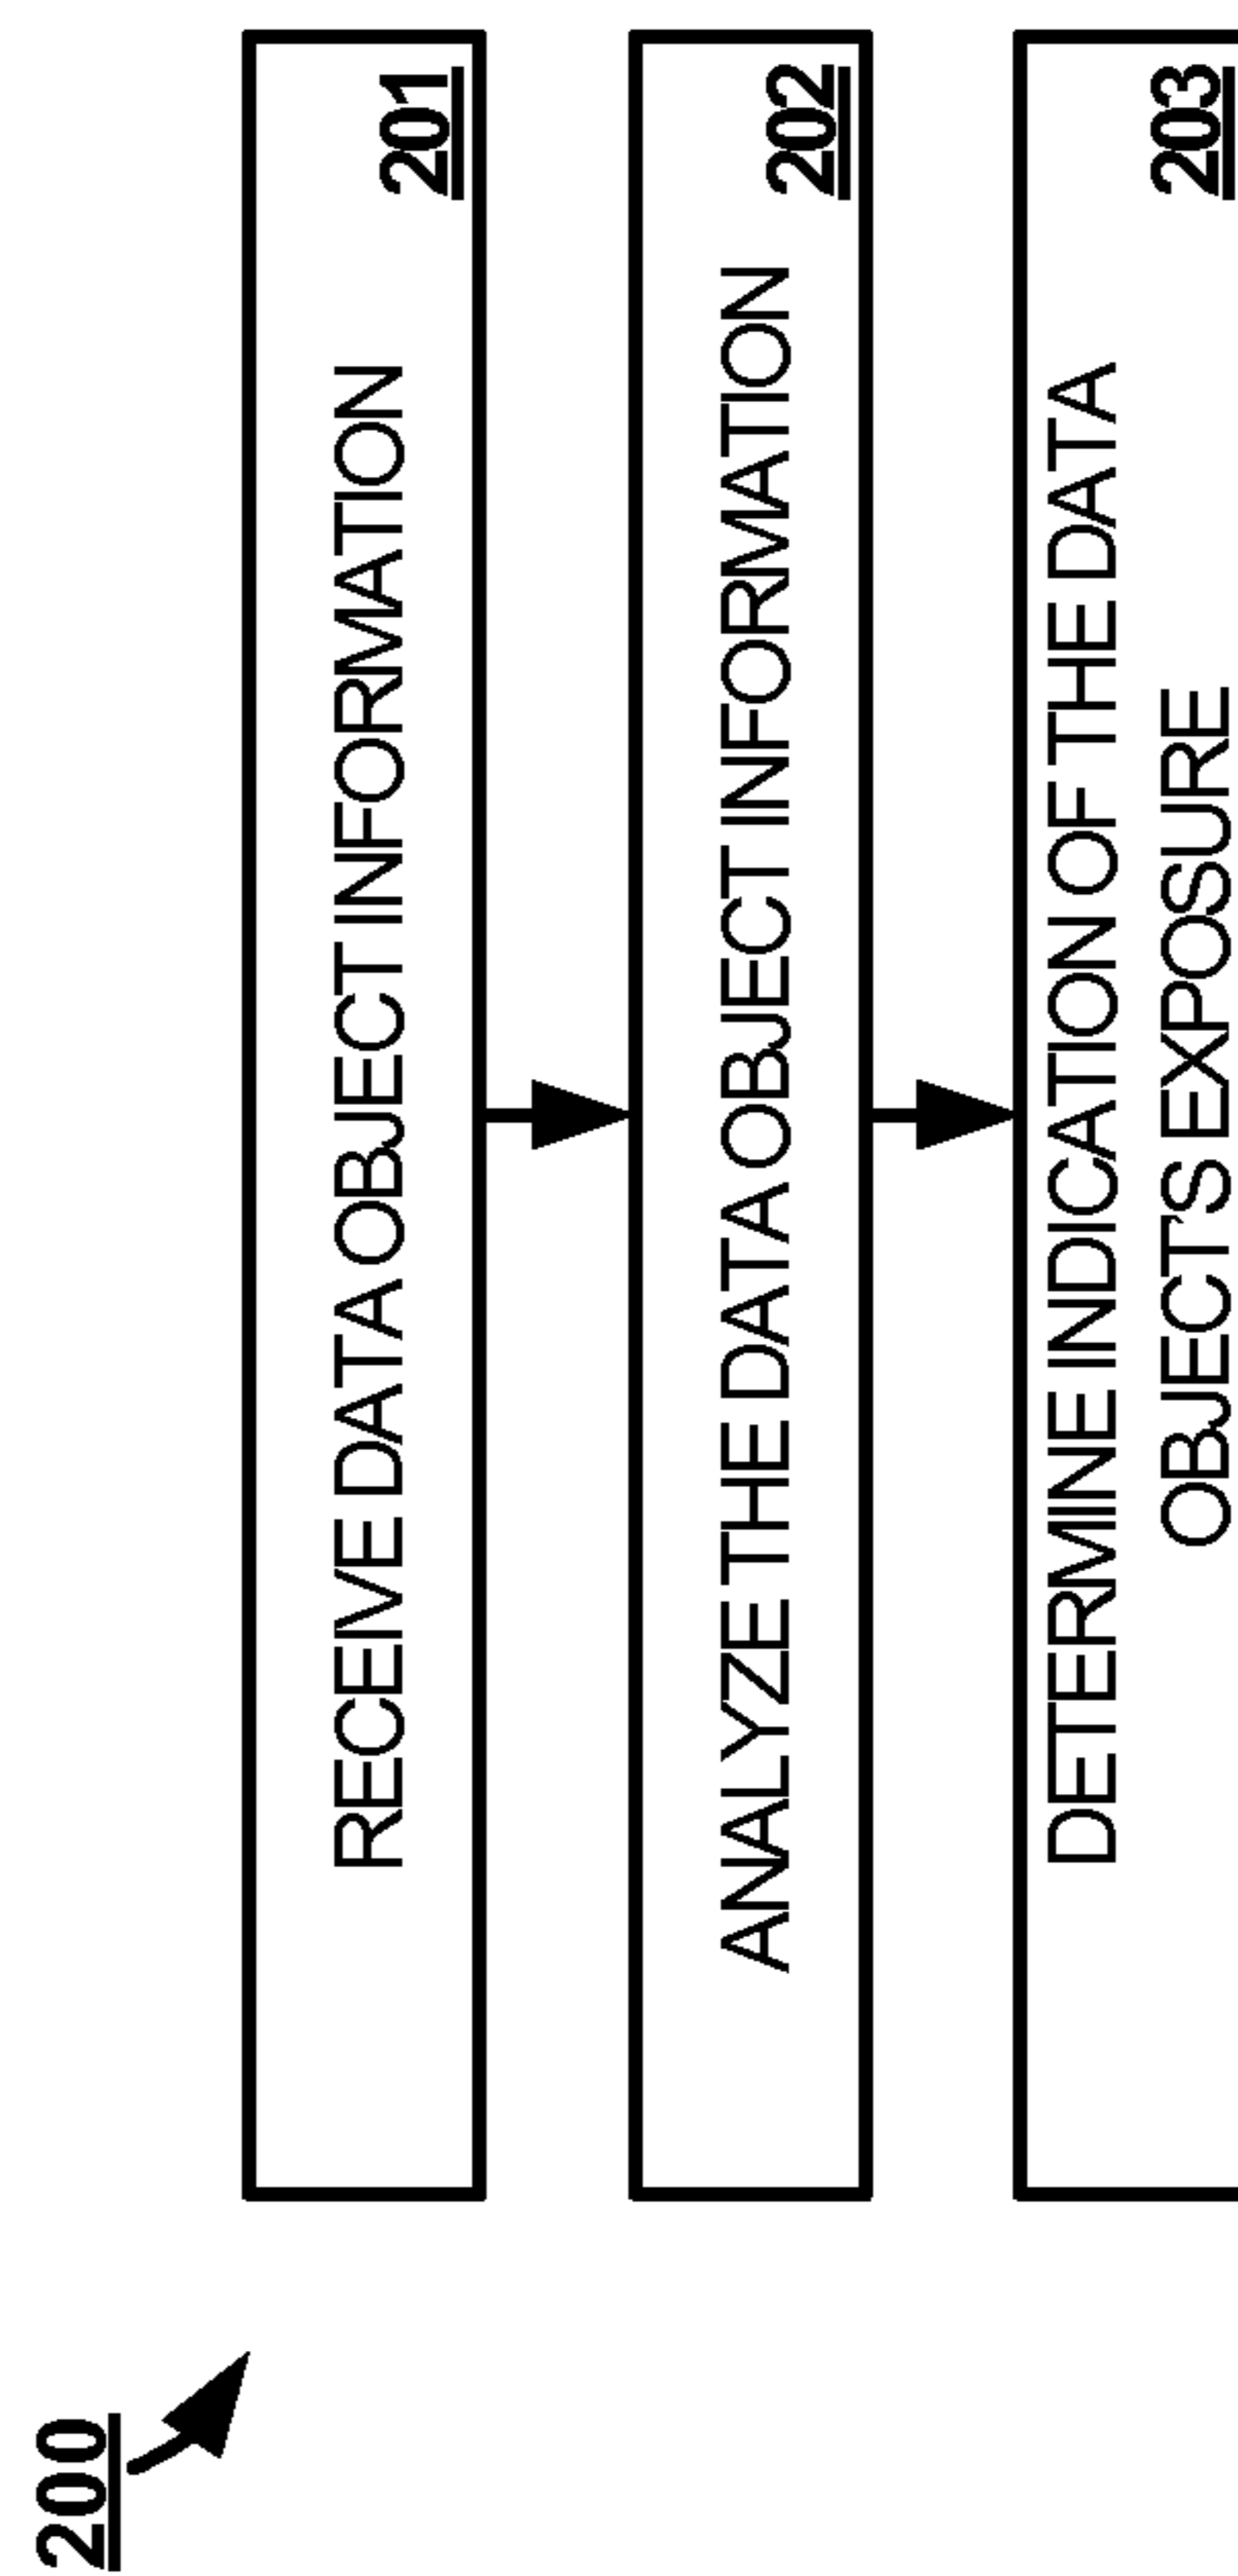 200
RECEIVE DATA OBJECT INFORMATION
201
ANALYZE THE DATA OBJECT INFORMATION
202
DETERMINE INDICATION OF THE DATA
OBJECT'S EXPOSURE
203